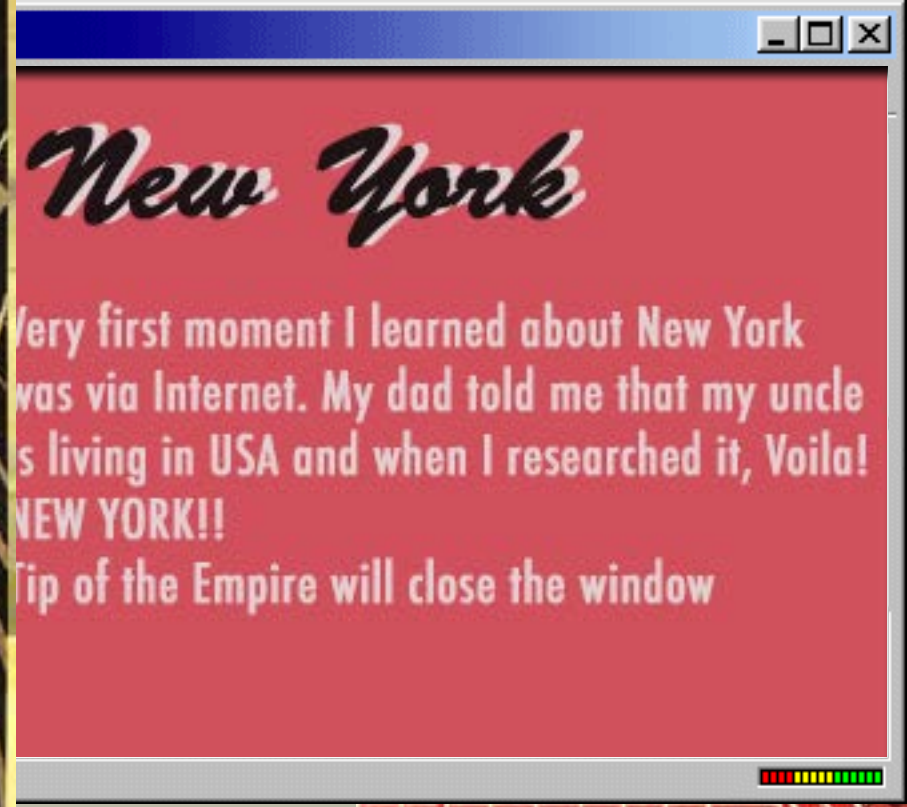 New York
Very first moment I learned about New York
was via Internet. My dad told me that my uncle
is living in USA and when I researched it, Voila!
NEW YORK!!
Tip of the Empire will close the window